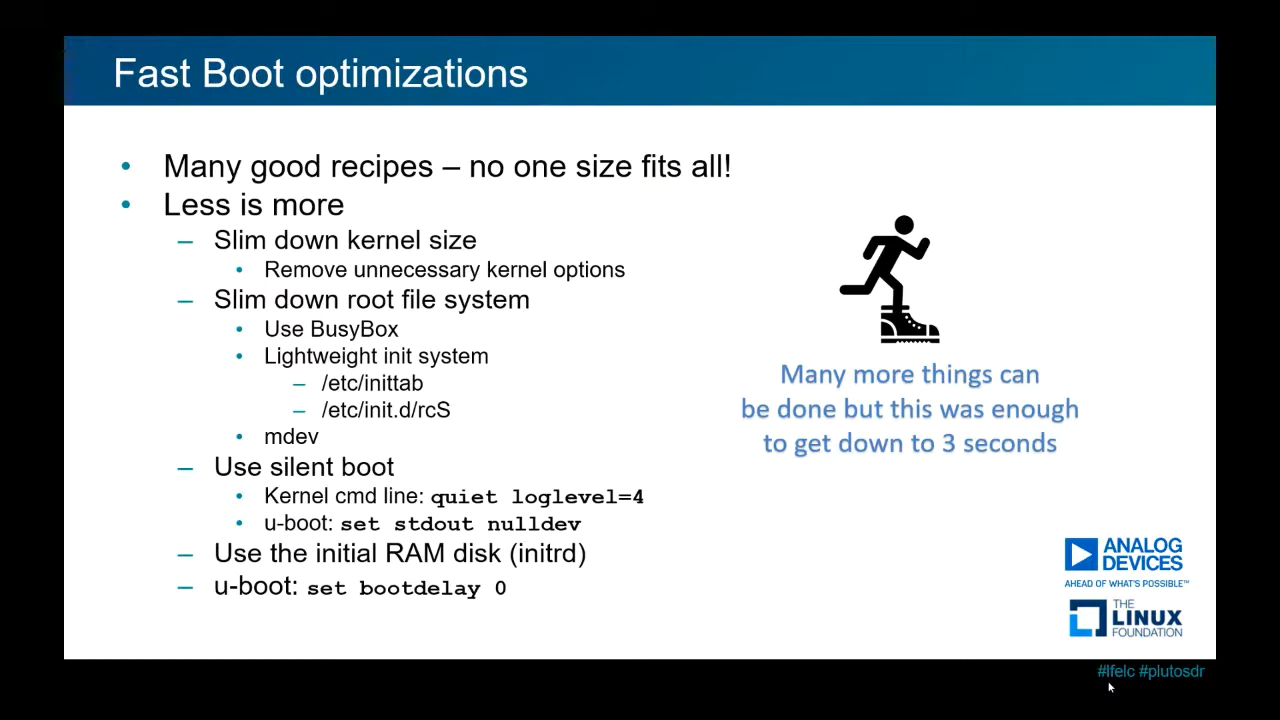 Fast Boot optimizations
• Many good recipes – no one size fits all!
• Less is more
– Slim down kernel size
• Remove unnecessary kernel options
– Slim down root file system
• Use BusyBox
• Lightweight init system
– /etc/inittab
– /etc/init.d/rcS
• mdev
– Use silent boot
• Kernel cmd line: quiet loglevel=4
• u-boot: set stdout nulldev
– Use the initial RAM disk (initrd)
– u-boot: set bootdelay 0
Many more things can
be done but this was enough
to get down to 3 seconds
ANALOG
DEVICES
AHEAD OF WHAT'S POSSIBLE™
THE
LINUX
FOUNDATION
#lfelc #plutosdr